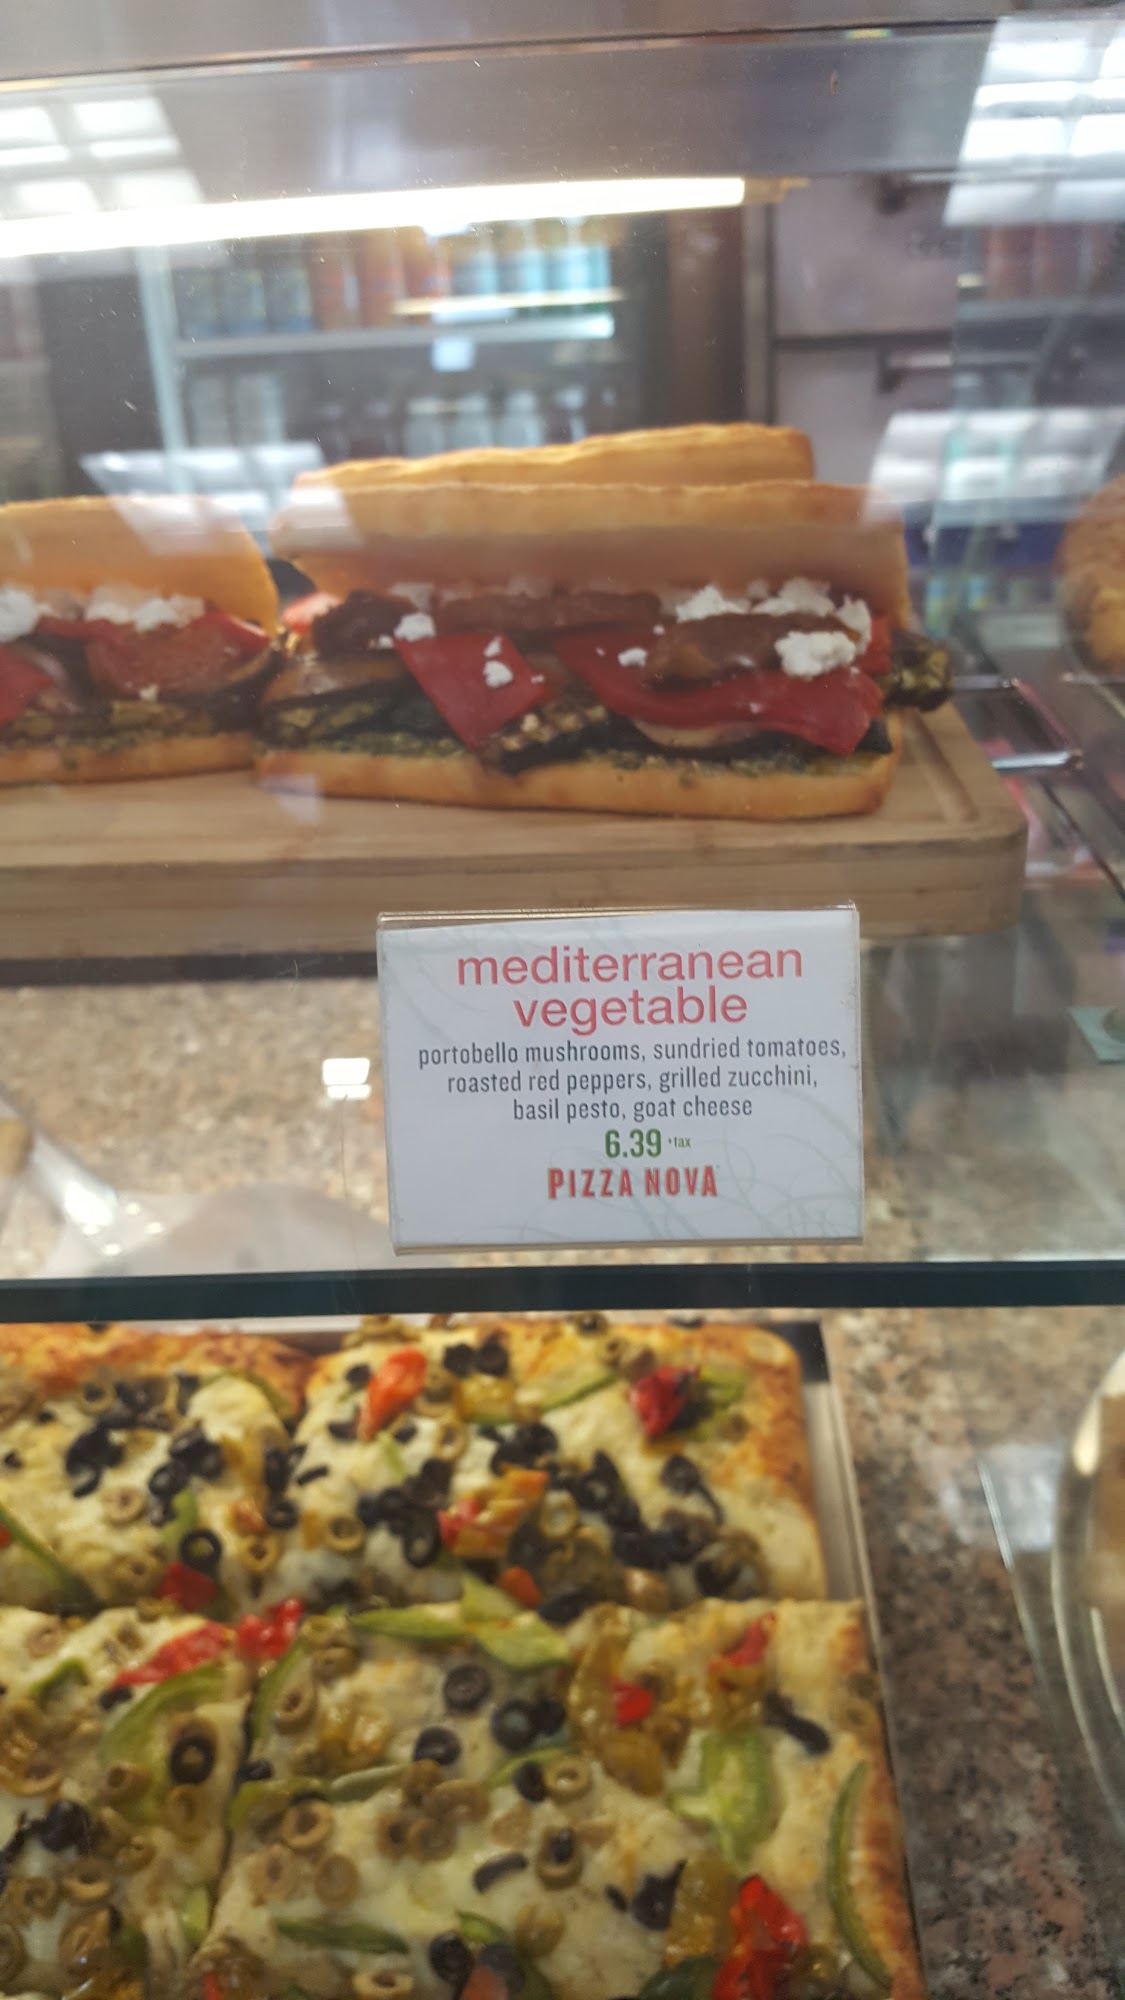 mediterranean
vegetable
portobello mushrooms, sundried tomatoes,
roasted red peppers, grilled zucchini,
basil pesto, goat cheese
6.39 +tax
PIZZA NOVA